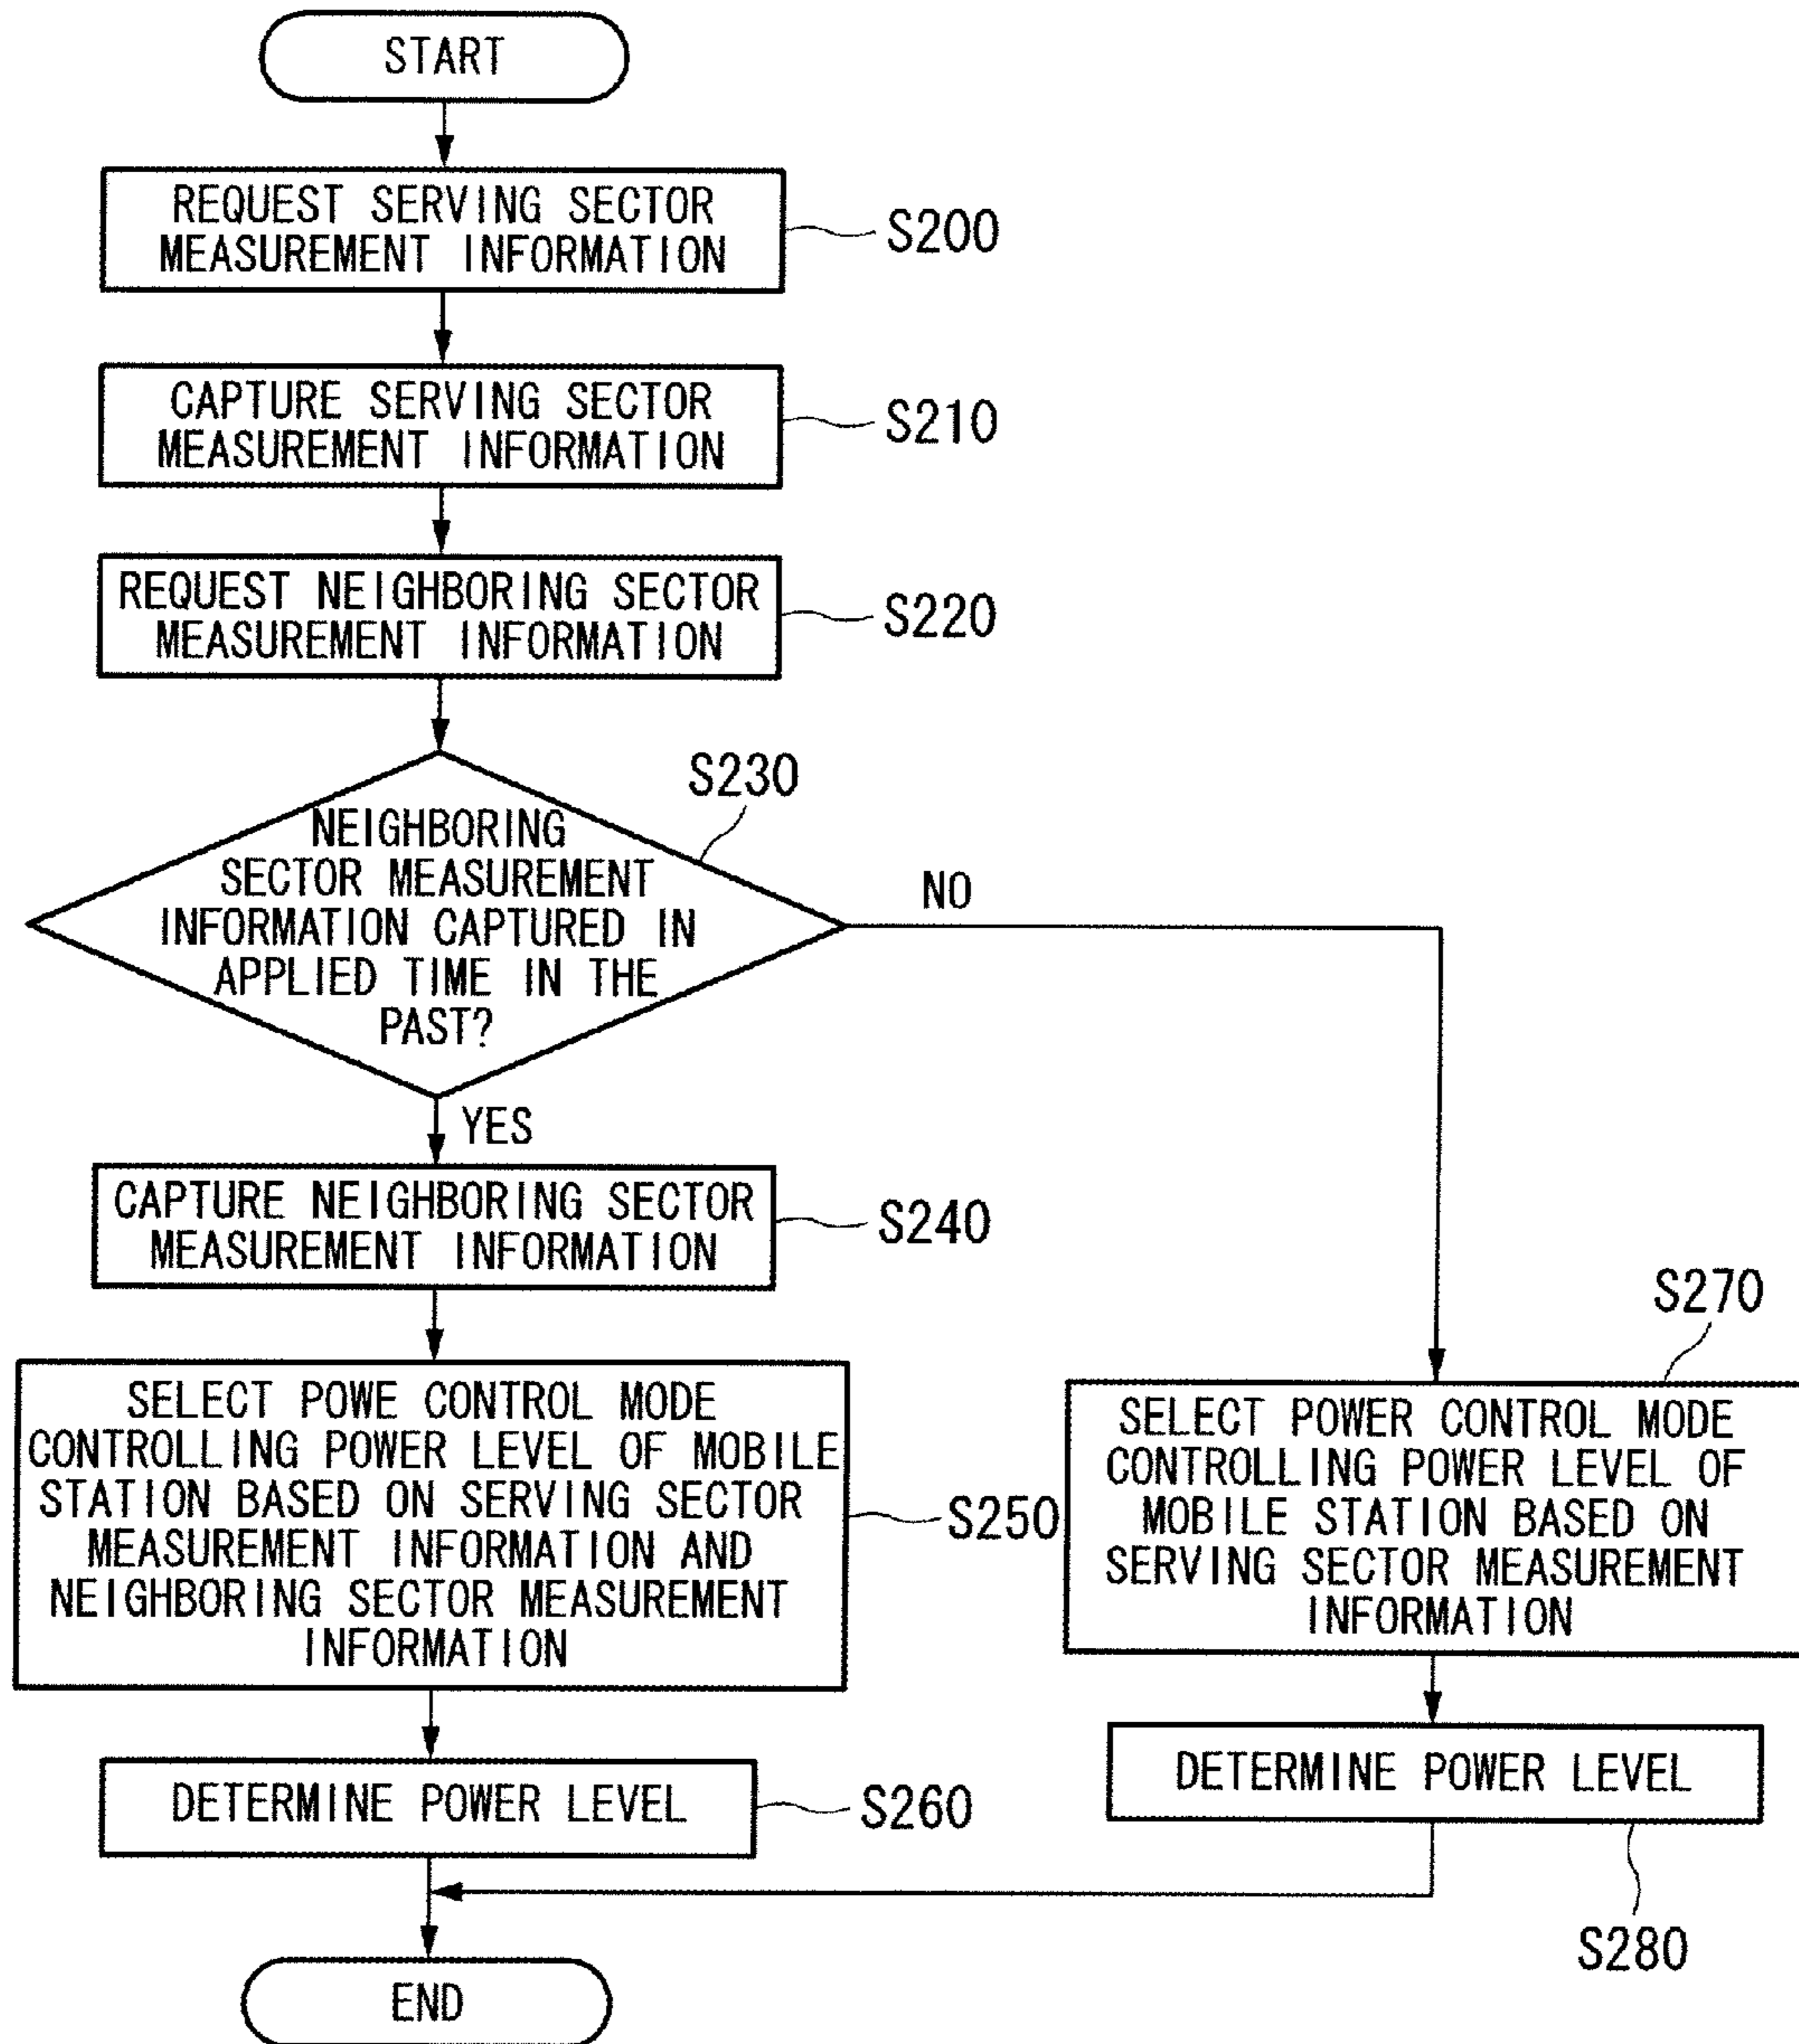 START
REQUEST SERVING SECTOR
MEASUREMENT INFORMATION
S200
CAPTURE SERVING SECTOR
MEASUREMENT INFORMATION
S210
REQUEST NEIGHBORING SECTOR
MEASUREMENT INFORMATION
S220
S230
NEIGHBORING
SECTOR MEASUREMENT
INFORMATION CAPTURED IN
APPLIED TIME IN THE
PAST?
NO
YES
CAPTURE NEIGHBORING SECTOR
MEASUREMENT INFORMATION
S240
SELECT POWE CONTROL MODE
CONTROLLING POWER LEVEL OF MOBILE
STATION BASED ON SERVING SECTOR
MEASUREMENT INFORMATION AND
NEIGHBORING SECTOR MEASUREMENT
INFORMATION
S250
DETERMINE POWER LEVEL
S260
S270
SELECT POWER CONTROL MODE
CONTROLLING POWER LEVEL OF
MOBILE STATION BASED ON
SERVING SECTOR MEASUREMENT
INFORMATION
DETERMINE POWER LEVEL
S280
END